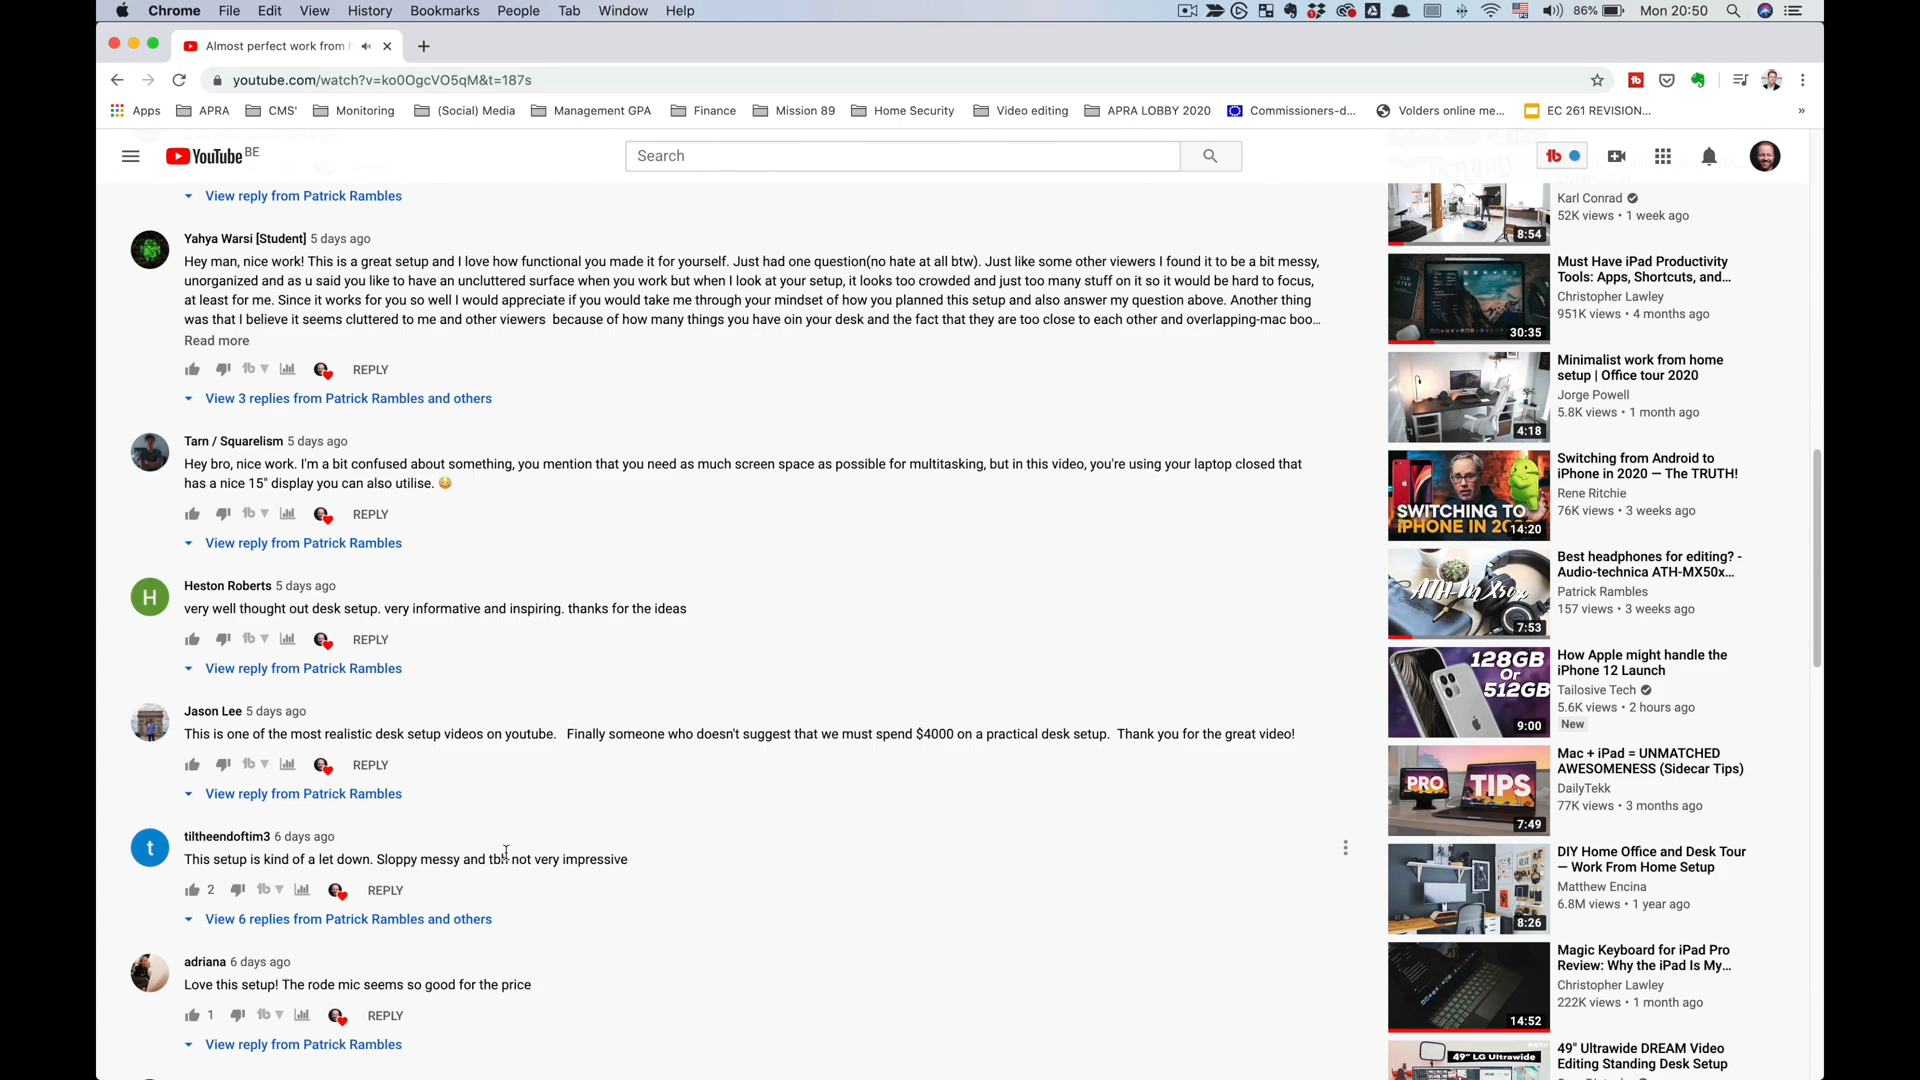 Chrome File Edit View History Bookmarks People Tab Window Help 86% Mon 20:50
Almost perfect work from h
youtube.com/watch?v=ko0OgcVO5qM&t=187s
Apps APRA CMS' Monitoring (Social) Media Management GPA Finance Mission 89 Home Security Video editing APRA LOBBY 2020 Commissioners-d... Volders online me... EC 261 REVISION... »
YouTube BE Search
View reply from Patrick Rambles
Yahya Warsi [Student] 5 days ago
Hey man, nice work! This is a great setup and I love how functional you made it for yourself. Just had one question(no hate at all btw). Just like some other viewers I found it to be a bit messy,
unorganized and as u said you like to have an uncluttered surface when you work but when I look at your setup, it looks too crowded and just too many stuff on it so it would be hard to focus,
at least for me. Since it works for you so well I would appreciate if you would take me through your mindset of how you planned this setup and also answer my question above. Another thing
was that I believe it seems cluttered to me and other viewers because of how many things you have oin your desk and the fact that they are too close to each other and overlapping-mac boo...
Read more
REPLY
View 3 replies from Patrick Rambles and others
Tarn / Squarelism 5 days ago
Hey bro, nice work. I'm a bit confused about something, you mention that you need as much screen space as possible for multitasking, but in this video, you're using your laptop closed that
has a nice 15" display you can also utilise. 😳
REPLY
View reply from Patrick Rambles
H
Heston Roberts 5 days ago
very well thought out desk setup. very informative and inspiring. thanks for the ideas
REPLY
View reply from Patrick Rambles
Jason Lee 5 days ago
This is one of the most realistic desk setup videos on youtube. Finally someone who doesn't suggest that we must spend $4000 on a practical desk setup. Thank you for the great video!
REPLY
View reply from Patrick Rambles
t
tiltheendoftim3 6 days ago
This setup is kind of a let down. Sloppy messy and tbh not very impressive
2 REPLY
View 6 replies from Patrick Rambles and others
adriana 6 days ago
Love this setup! The rode mic seems so good for the price
1 REPLY
View reply from Patrick Rambles
Karl Conrad
52K views • 1 week ago
8:54
Must Have iPad Productivity
Tools: Apps, Shortcuts, and...
Christopher Lawley
951K views • 4 months ago
30:35
Minimalist work from home
setup | Office tour 2020
Jorge Powell
5.8K views • 1 month ago
4:18
Switching from Android to
iPhone in 2020 — The TRUTH!
Rene Ritchie
76K views • 3 weeks ago
SWITCHING TO
IPHONE IN 20
14:20
Best headphones for editing? -
Audio-technica ATH-MX50x...
Patrick Rambles
157 views • 3 weeks ago
ATH-M X50x
7:53
How Apple might handle the
iPhone 12 Launch
Tailosive Tech
5.6K views • 2 hours ago
New
128GB
Or
512GB
9:00
Mac + iPad = UNMATCHED
AWESOMENESS (Sidecar Tips)
DailyTekk
77K views • 3 months ago
PRO TIPS
7:49
DIY Home Office and Desk Tour
— Work From Home Setup
Matthew Encina
6.8M views • 1 year ago
8:26
Magic Keyboard for iPad Pro
Review: Why the iPad Is My...
Christopher Lawley
222K views • 1 month ago
14:52
49" Ultrawide DREAM Video
Editing Standing Desk Setup
49" LG Ultrawide